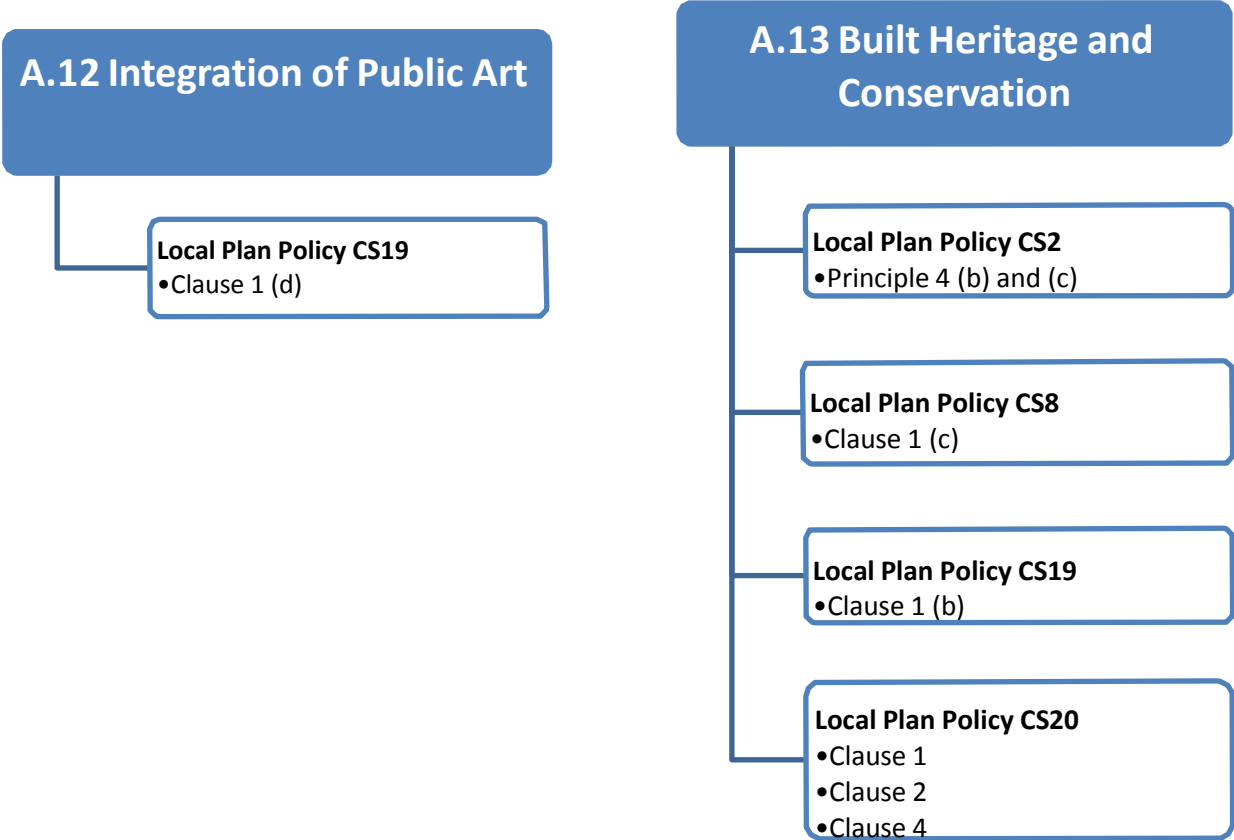 A.12 Integration of Public Art
Local Plan Policy CS19
•Clause 1 (d)
A.13 Built Heritage and
Conservation
Local Plan Policy CS2
•Principle 4 (b) and (c)
Local Plan Policy CS8
•Clause 1 (c)
Local Plan Policy CS19
•Clause 1 (b)
Local Plan Policy CS20
•Clause 1
•Clause 2
•Clause 4